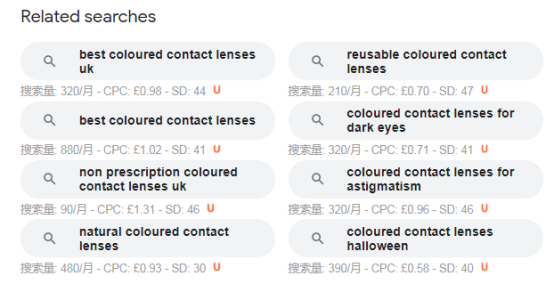 Related searches
best coloured contact lenses
uk
搜索量: 320/月 - CPC: £0.98 - SD: 44 U
reusable coloured contact
lenses
搜索量: 210/月 - CPC: £0.70 - SD: 47 U
best coloured contact lenses
搜索量: 880/月 - CPC: £1.02 - SD: 41 U
coloured contact lenses for
dark eyes
搜索量: 320/月 - CPC: £0.71 - SD: 41 U
non prescription coloured
contact lenses uk
搜索量: 90/月 - CPC: £1.31 - SD: 46 U
coloured contact lenses for
astigmatism
搜索量: 320/月 - CPC: £0.96 - SD: 46 U
natural coloured contact
lenses
搜索量: 480/月 - CPC: £0.93 - SD: 30 U
coloured contact lenses
halloween
搜索量: 390/月 - CPC: £0.58 - SD: 40 U